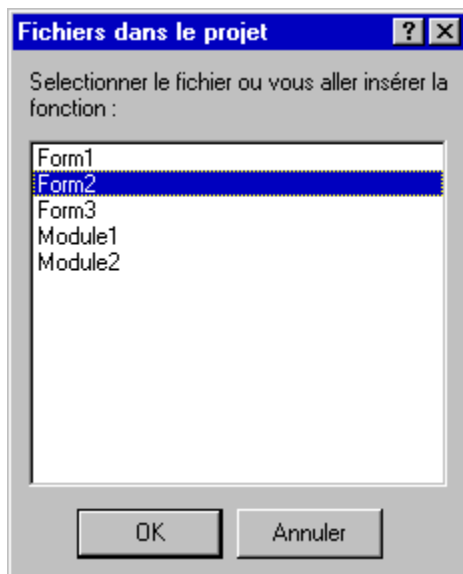 Fichiers dans le projet
Selectionner le fichier ou vous aller insérer la
fonction :
Form1
Form2
Form3
Module1
Module2
OK Annuler